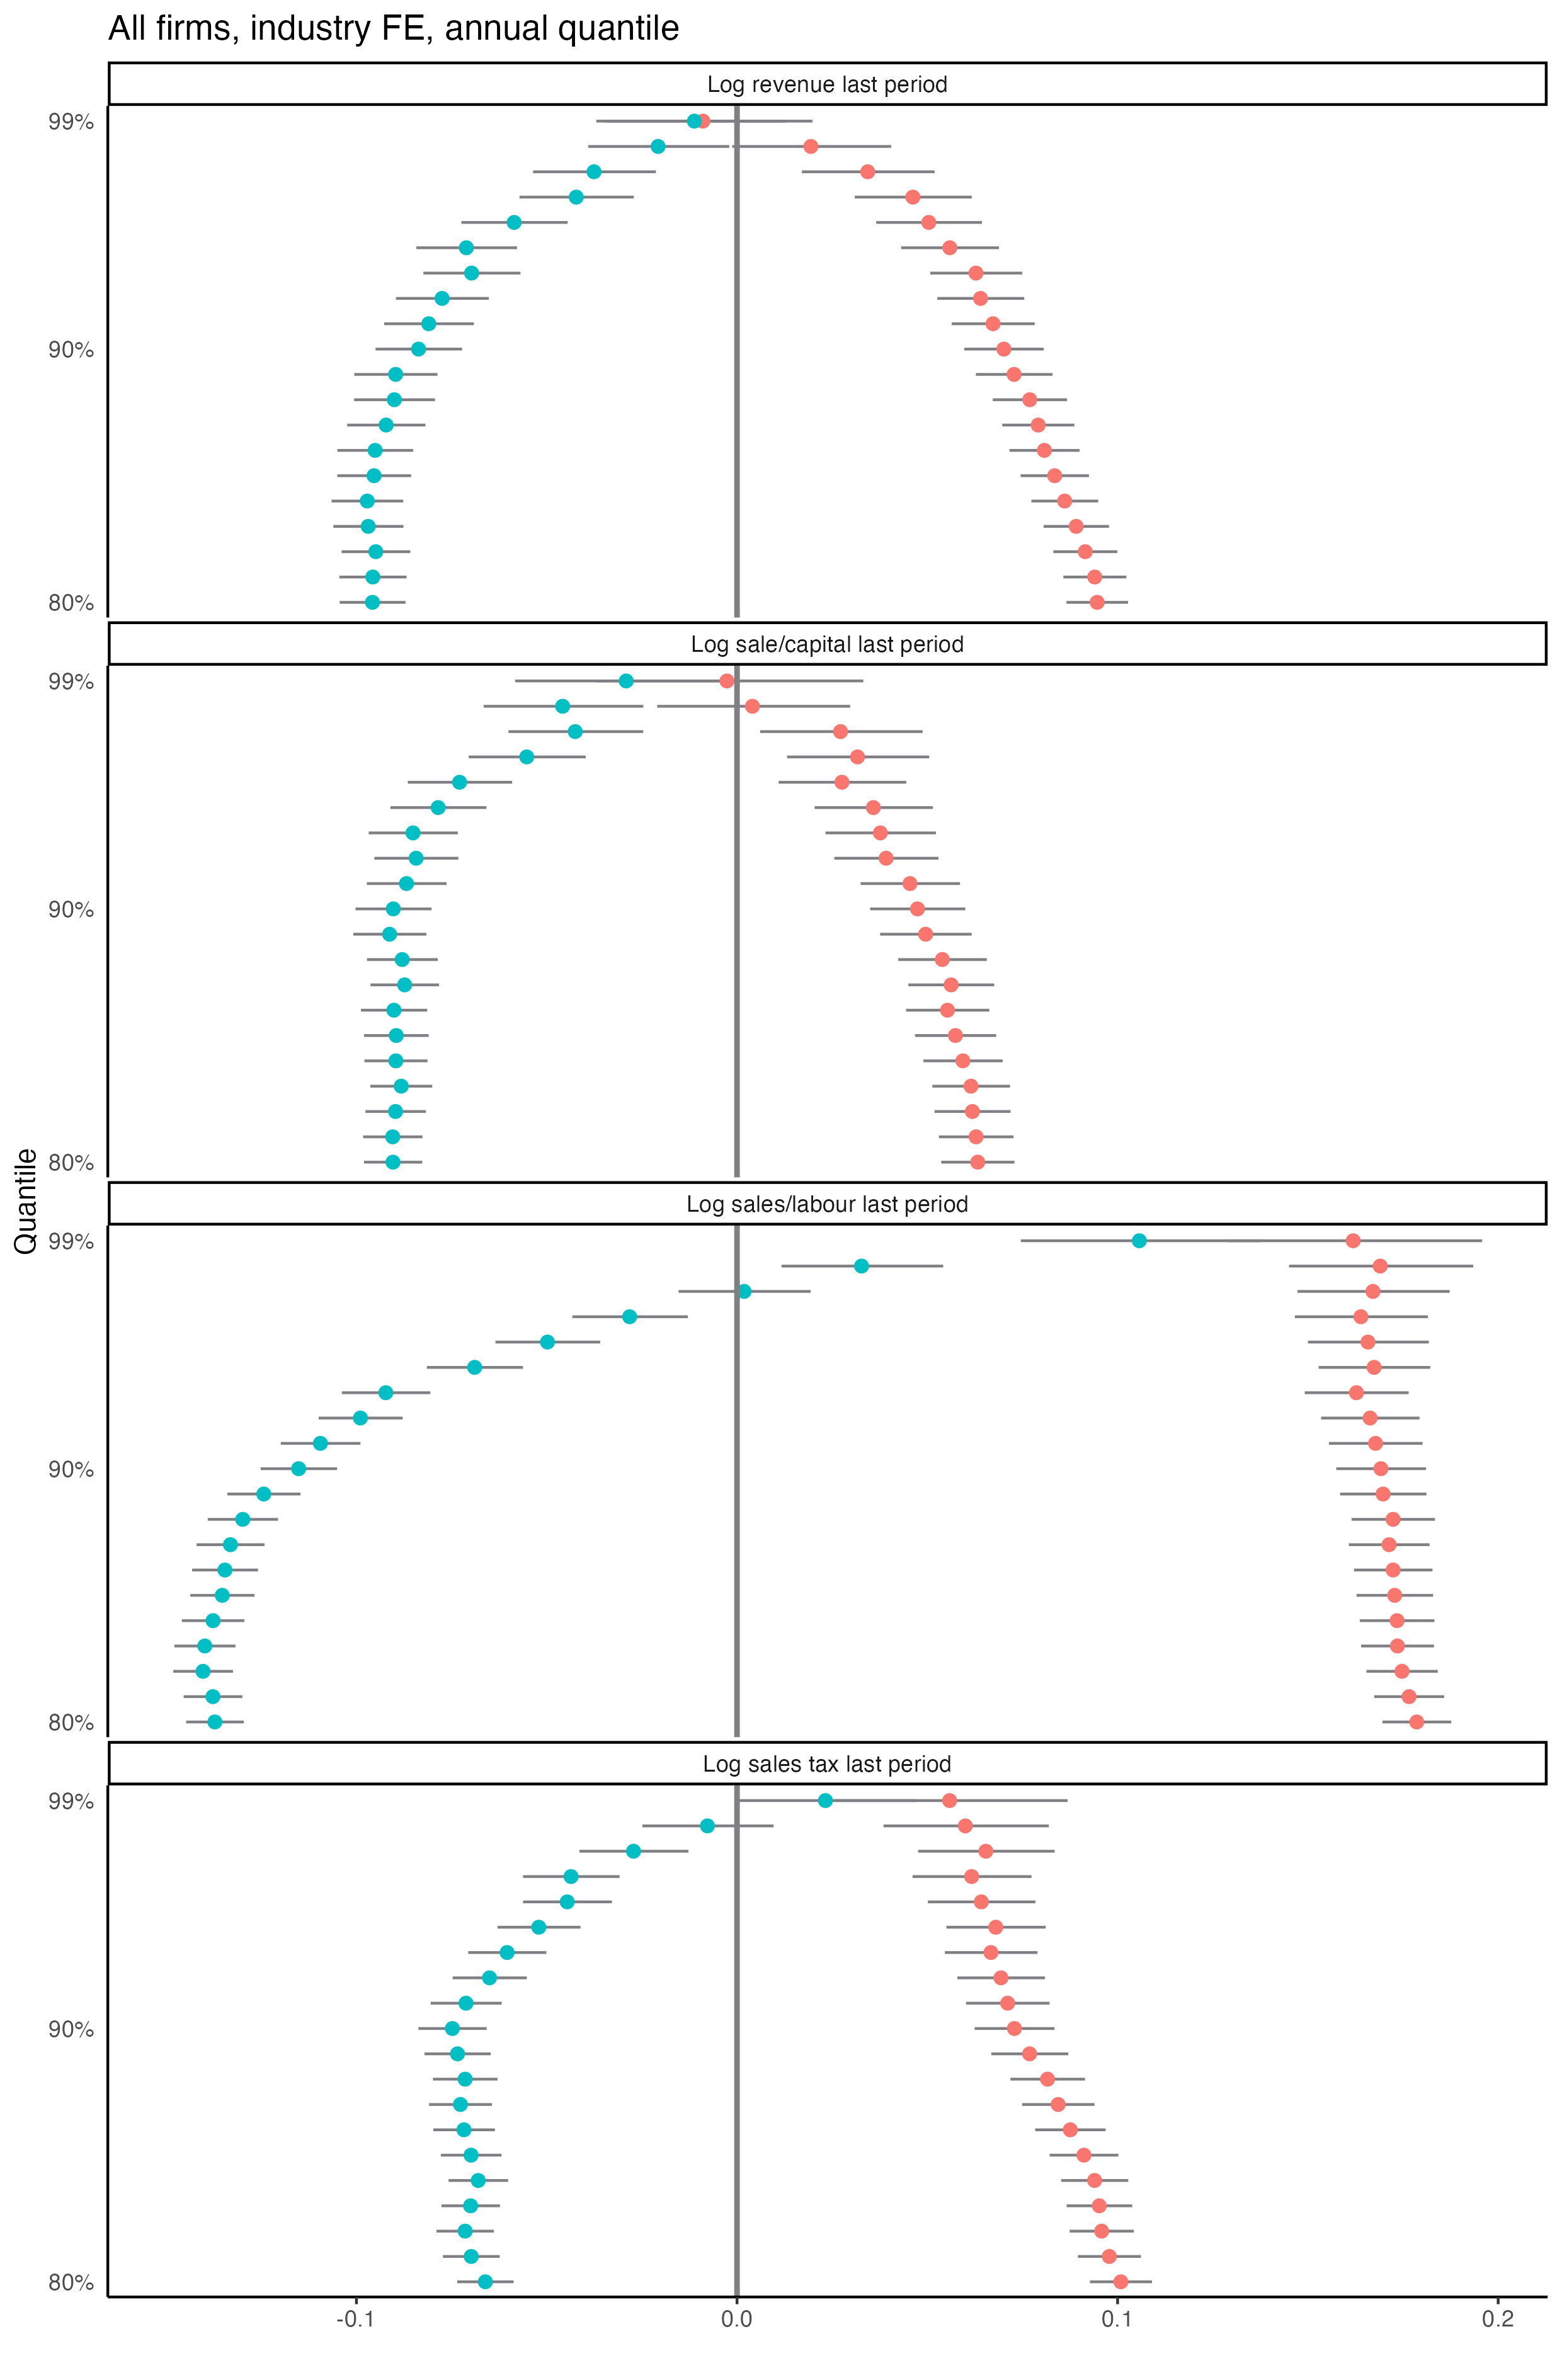 All firms, industry FE, annual quantile
Log revenue last period
99%
90%
80%
Log sale/capital last period
99%
90%
80%
Quantile
Log sales/labour last period
99%
90%
80%
Log sales tax last period
99%
90%
80%
-0.1 0.0 0.1 0.2